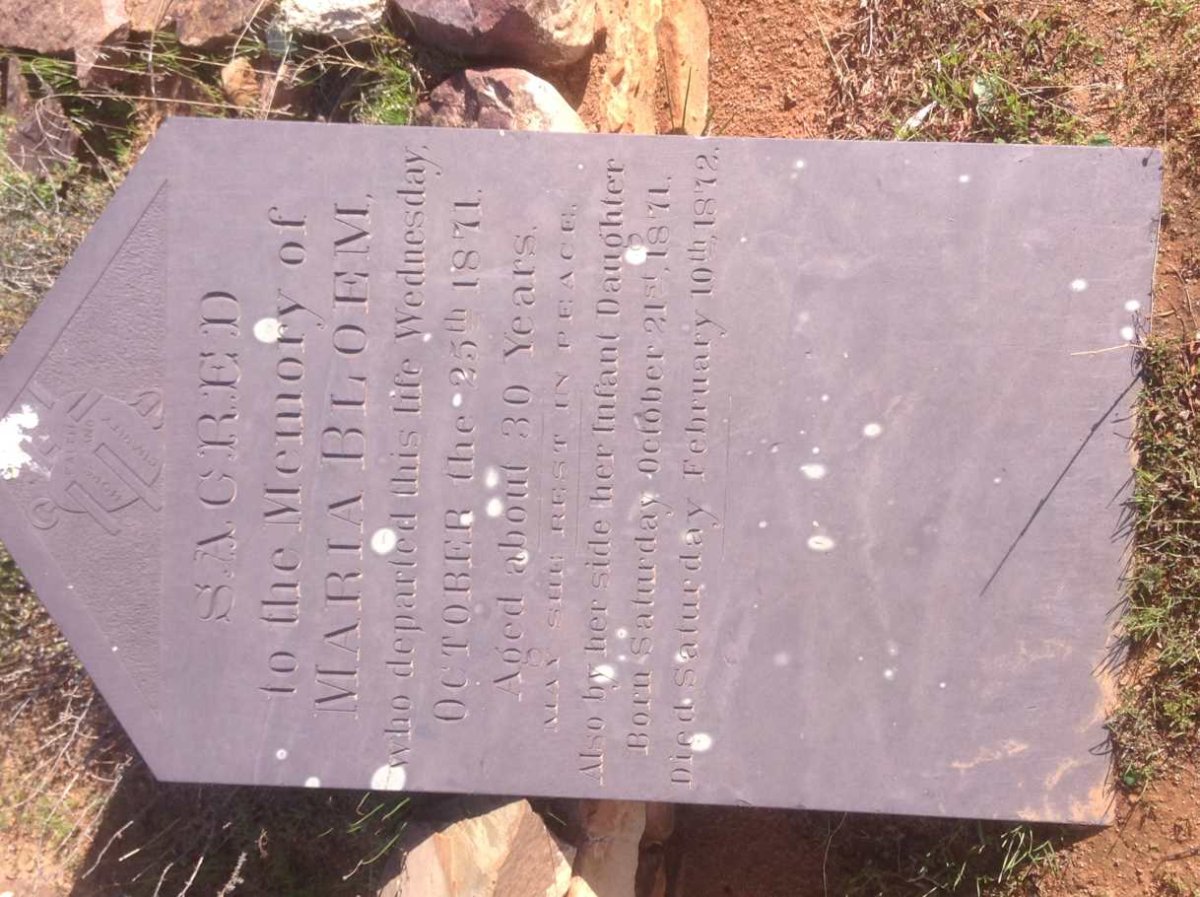 SACRED
to the Memory of
MARIA BLOEM,
who departed this life Wednesday,
OCTOBER the 25th 1871.
Aged about 30 Years.
MAY SHE REST IN PEACE.
Also by her side her Infant Daughter
Born Saturday October 21st, 1871.
Died Saturday February 10th, 1872.